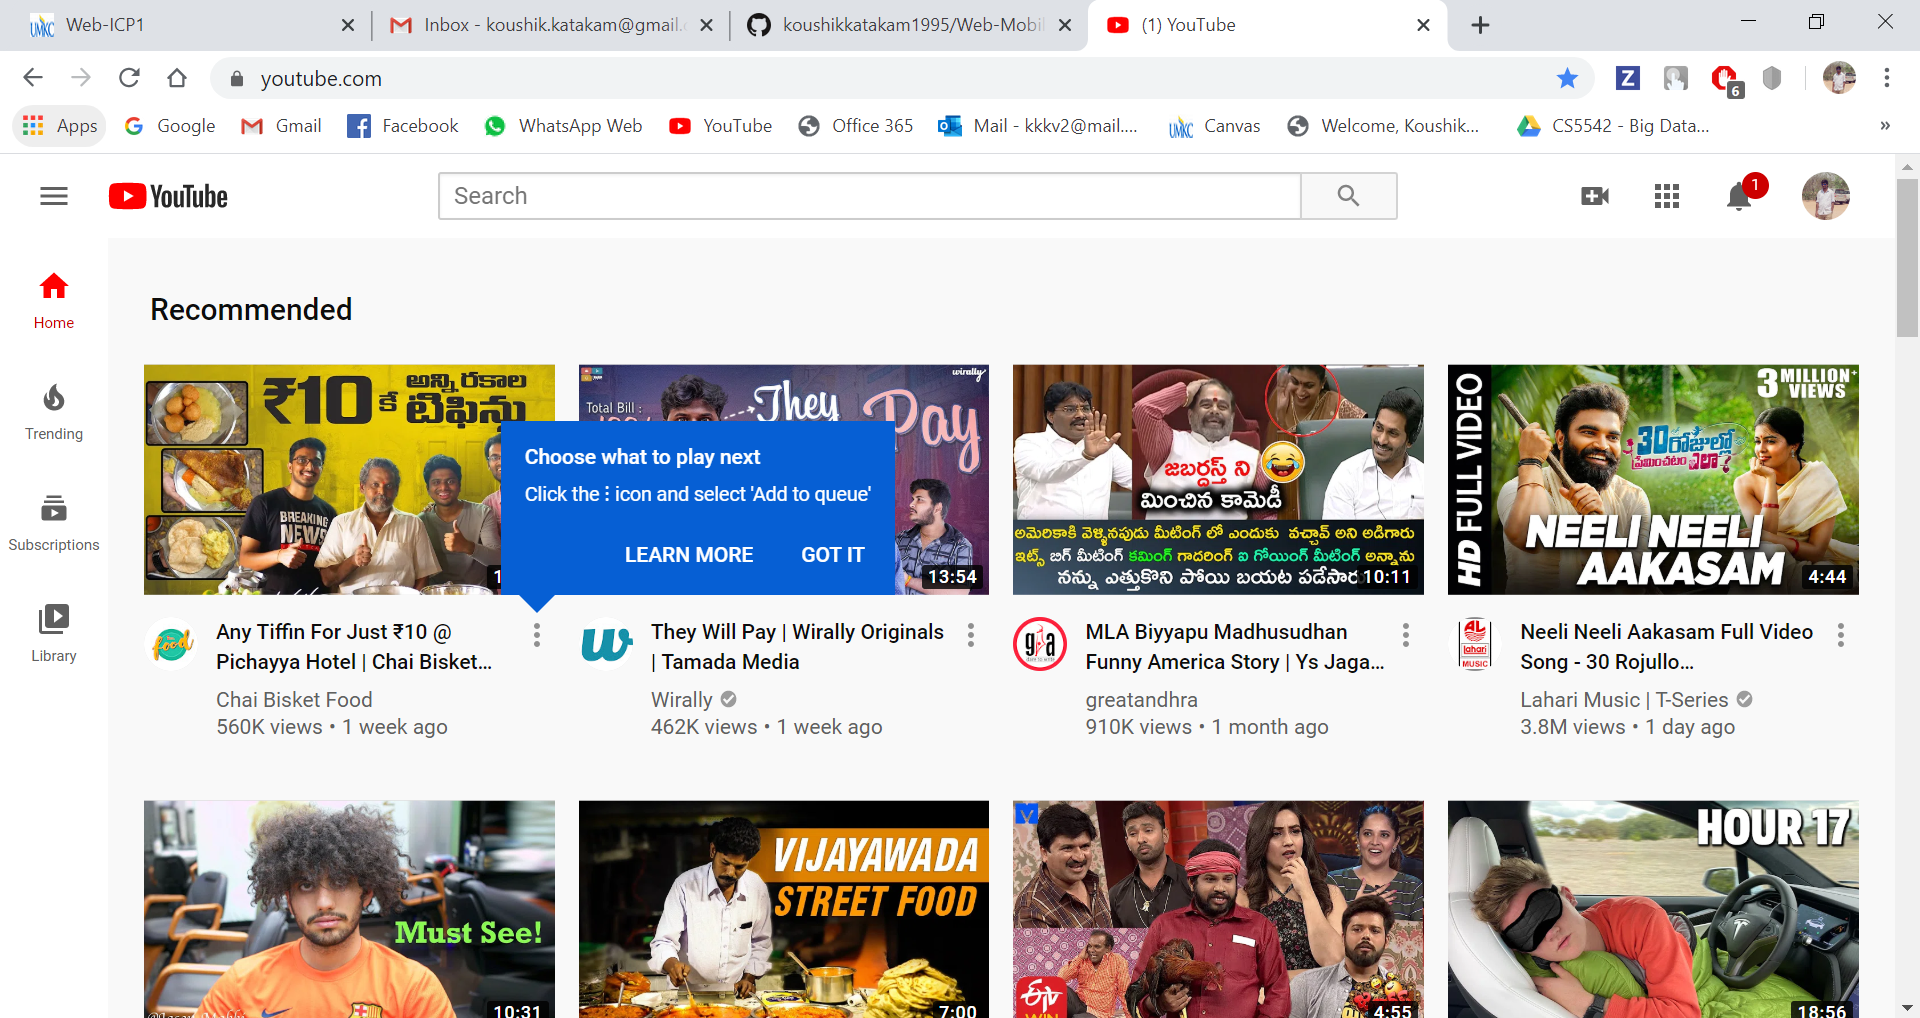 Web-ICP1
Inbox - koushik.katakam@gmail.c
koushikkatakam1995/Web-Mobil
(1) YouTube
youtube.com
6
Apps
Google
Gmail
Facebook
WhatsApp Web
YouTube
Office 365
Mail - kkkv2@mail....
UMKC
Canvas
Welcome, Koushik...
CS5542 - Big Data...
»
YouTube
Search
1
Home
Trending
Subscriptions
Library
Recommended
₹10 కే
అన్ని రకాల
టిఫిను
BREAKING
NEWS
Total Bill :
They
Pay
wirally
13:54
Choose what to play next
Click the ⋮ icon and select 'Add to queue'
LEARN MORE
GOT IT
జబర్దస్త్ ని
మించిన కామెడీ
అమెరికాకి వెళ్ళినపుడు మీటింగ్ లో ఎందుకు వచ్చావ్ అని అడిగారు
ఇట్స్ బిగ్ మీటింగ్ కమింగ్ గాదరింగ్ ఐ గోయింగ్ మీటింగ్ అన్నాను
నన్ను ఎత్తుకొని పోయి బయట పడేసార
10:11
HD FULL VIDEO
3 MILLION+
VIEWS
30 రోజుల్లో
ప్రేమించటం ఎలా?
NEELI NEELI
AAKASAM
4:44
food
Any Tiffin For Just ₹10 @
Pichayya Hotel | Chai Bisket...
Chai Bisket Food
560K views • 1 week ago
They Will Pay | Wirally Originals
| Tamada Media
Wirally
462K views • 1 week ago
MLA Biyyapu Madhusudhan
Funny America Story | Ys Jaga...
greatandhra
910K views • 1 month ago
lahari
MUSIC
Neeli Neeli Aakasam Full Video
Song - 30 Rojullo...
Lahari Music | T-Series
3.8M views • 1 day ago
Must See!
10:31
VIJAYAWADA
STREET FOOD
7:00
WIN
4:55
HOUR 17
18:56